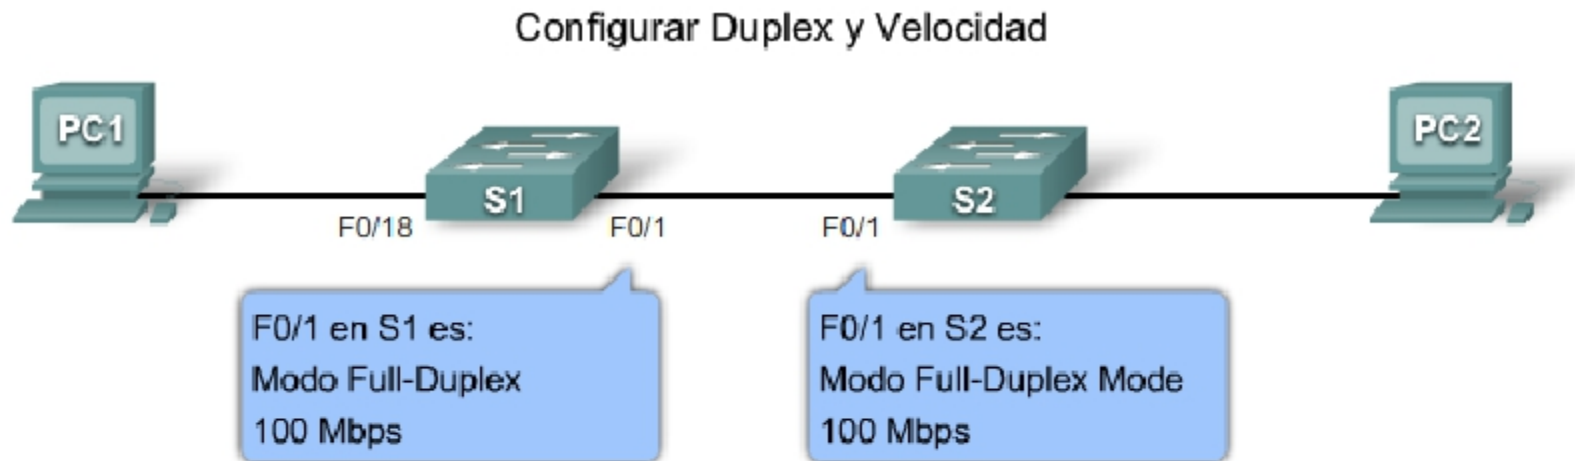 Configurar Duplex y Velocidad
PC1
S1
S2
PC2
F0/18
F0/1
F0/1
F0/1 en S1 es:
Modo Full-Duplex
100 Mbps
F0/1 en S2 es:
Modo Full-Duplex Mode
100 Mbps